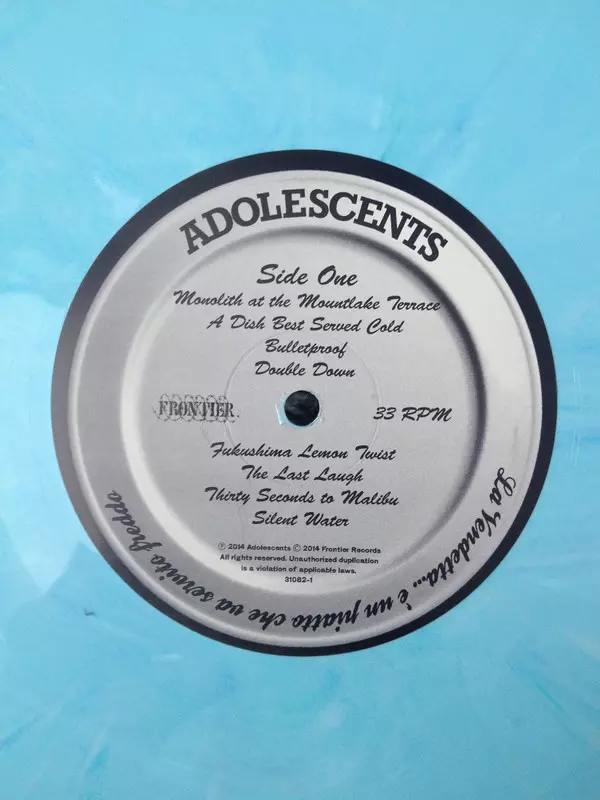 ADOLESCENTS
Side One
Monolith at the Mountlake Terrace
A Dish Best Served Cold
Bulletproof
Double Down
FRONTIER
33 RPM
Fukushima Lemon Twist
The Last Laugh
Thirty Seconds to Malibu
Silent Water
℗ 2014 Adolescents © 2014 Frontier Records
All rights reserved. Unauthorized duplication
is a violation of applicable laws.
31082-1
La Vendetta... è un piatto che va servito freddo